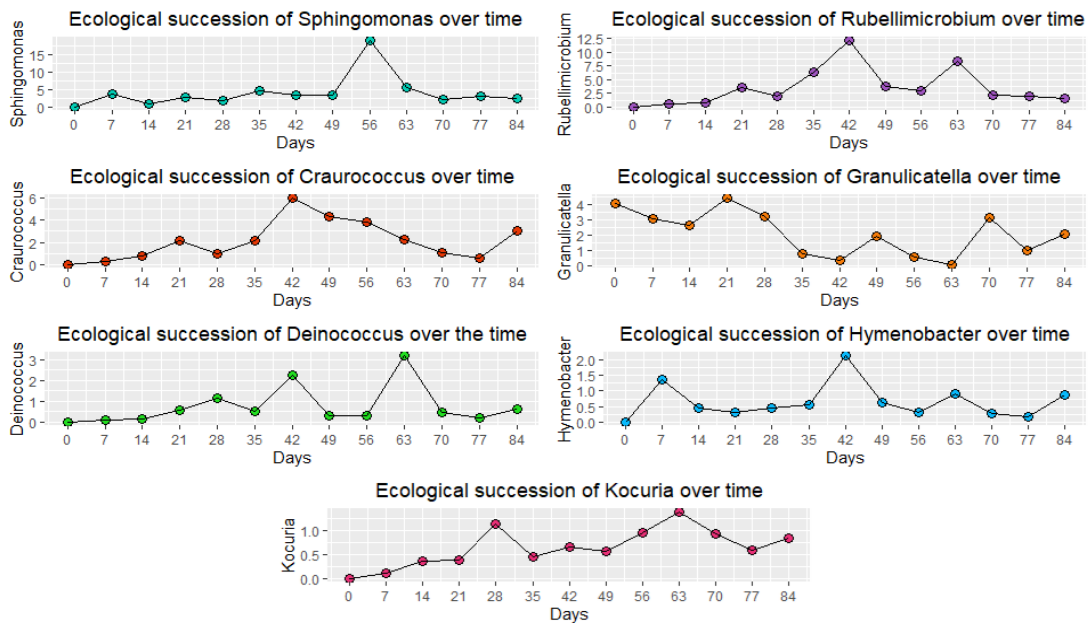 Ecological succession of Sphingomonas over time
Sphingomonas
15
10
5
0
0 7 14 21 28 35 42 49 56 63 70 77 84
Days
Ecological succession of Rubellimicrobium over time
Rubellimicrobium
12.5
10.0
7.5
5.0
2.5
0.0
0 7 14 21 28 35 42 49 56 63 70 77 84
Days
Ecological succession of Craurococcus over time
Craurococcus
6
4
2
0
0 7 14 21 28 35 42 49 56 63 70 77 84
Days
Ecological succession of Granulicatella over time
Granulicatella
4
3
2
1
0
0 7 14 21 28 35 42 49 56 63 70 77 84
Days
Ecological succession of Deinococcus over the time
Deinococcus
3
2
1
0
0 7 14 21 28 35 42 49 56 63 70 77 84
Days
Ecological succession of Hymenobacter over time
Hymenobacter
2.0
1.5
1.0
0.5
0.0
0 7 14 21 28 35 42 49 56 63 70 77 84
Days
Ecological succession of Kocuria over time
Kocuria
1.0
0.5
0.0
0 7 14 21 28 35 42 49 56 63 70 77 84
Days